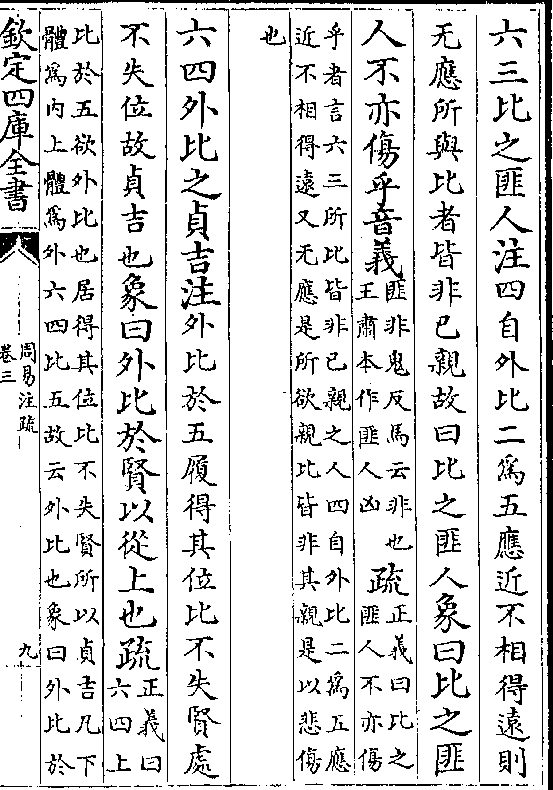 六三比之匪人注四自外比二爲五應近不相得遠則
无應所與比者皆非已親故曰比之匪人象曰比之匪
人不亦傷乎音義匪非鬼反馬云非也王肅本作匪人凶疏正義曰比之匪人不亦傷
乎者言六三所比皆非已親之人四自外比二爲五應
近不相得遠又无應是所欲親比皆非其親是以悲傷
也
六四外比之貞吉注外比於五履得其位比不失賢處
不失位故貞吉也象曰外比於賢以從上也疏正義曰六四上
比於五欲外比也居得其位比不失賢所以貞吉凡下
體爲内上體爲外六四比五故云外比也象曰外比於
欽定四庫全書
周易注疏
卷三
九